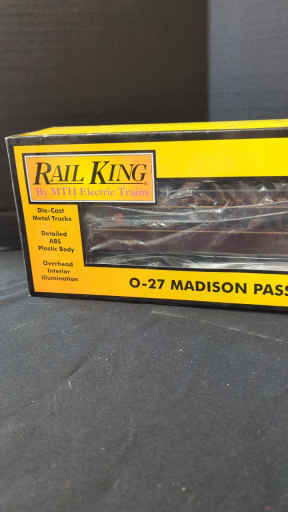 RAIL KING
By MTH Electric Trains
Die-Cast
Metal Trucks
Detailed
ABS
Plastic Body
Overhead
Interior
Illumination
O-27 MADISON PASS